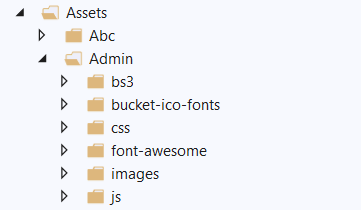 Assets
Abc
Admin
bs3
bucket-ico-fonts
css
font-awesome
images
js